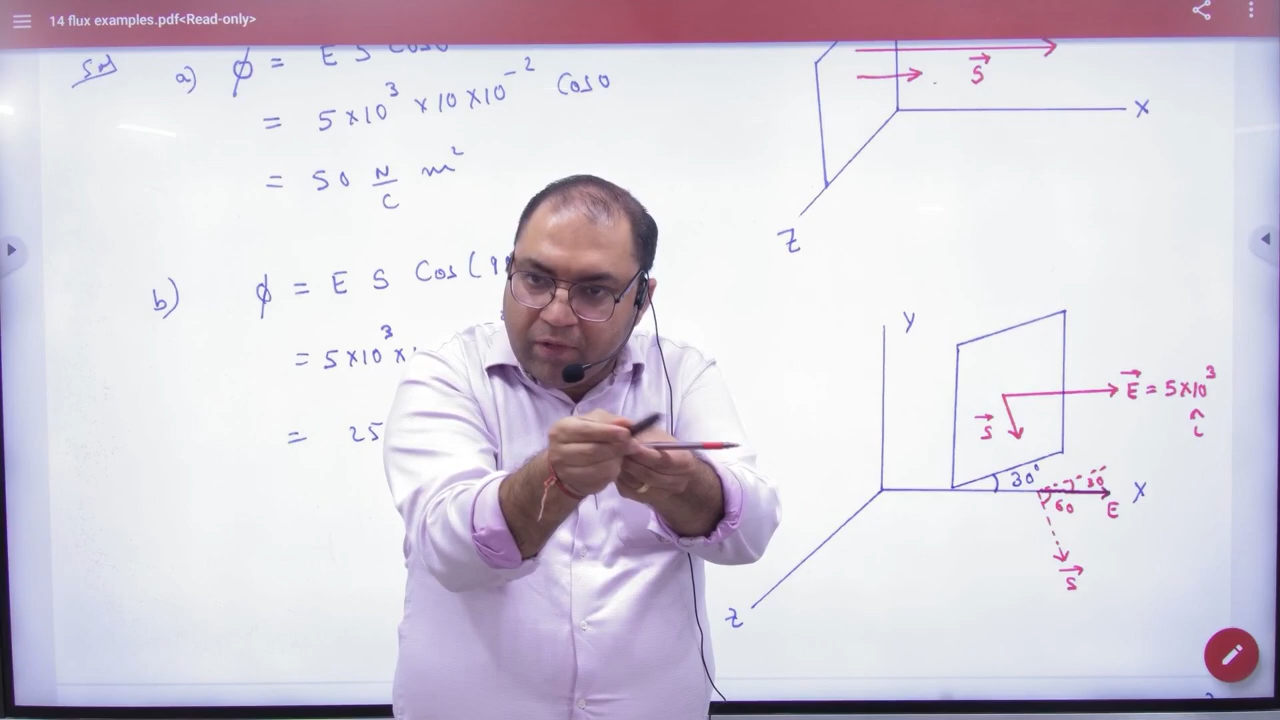 14 flux examples.pdf<Read-only>
Sol a) ϕ = E S Cos0
= 5×10³ × 10×10⁻² Cos0
= 50 N/C m²
b) ϕ = E S Cos(
= 5×10³ ×
= 25
S⃗
X
Z
Y
E⃗ = 5×10³
S⃗
N/C
30°
30
60
E
X
S⃗
Z